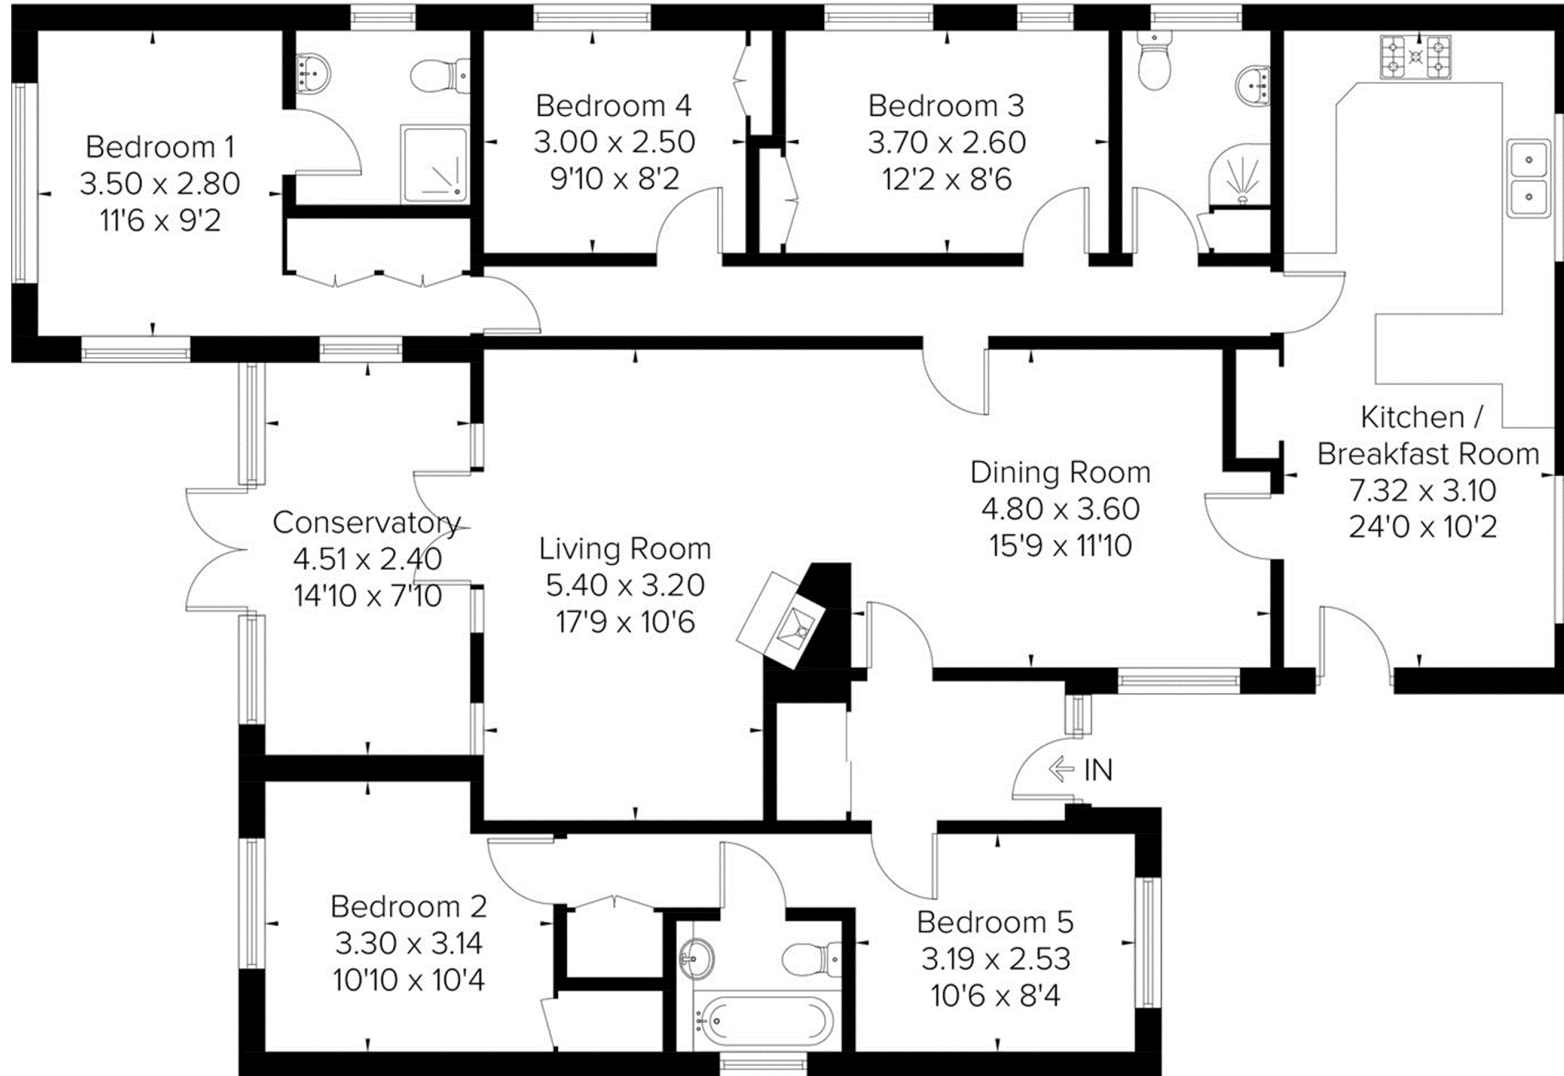 Bedroom 1
3.50 x 2.80
11'6 x 9'2
Bedroom 4
3.00 x 2.50
9'10 x 8'2
Bedroom 3
3.70 x 2.60
12'2 x 8'6
Kitchen /
Breakfast Room
7.32 x 3.10
24'0 x 10'2
Conservatory
4.51 x 2.40
14'10 x 7'10
Living Room
5.40 x 3.20
17'9 x 10'6
Dining Room
4.80 x 3.60
15'9 x 11'10
IN
Bedroom 2
3.30 x 3.14
10'10 x 10'4
Bedroom 5
3.19 x 2.53
10'6 x 8'4